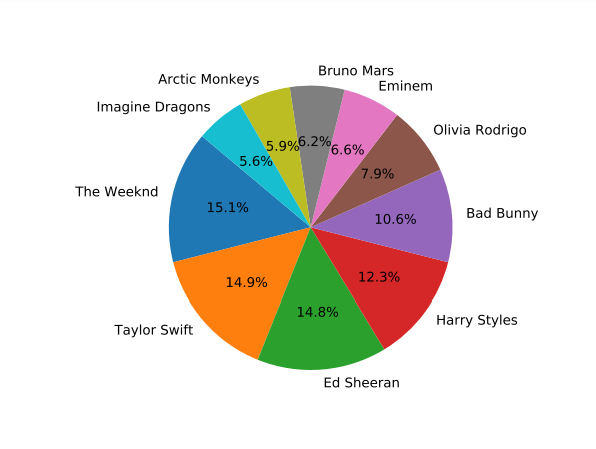 Bruno Mars
Arctic Monkeys
Eminem
Imagine Dragons
Olivia Rodrigo
6.2%
5.9%
6.6%
5.6%
7.9%
The Weeknd
15.1%
10.6%
Bad Bunny
12.3%
14.9%
14.8%
Harry Styles
Taylor Swift
Ed Sheeran